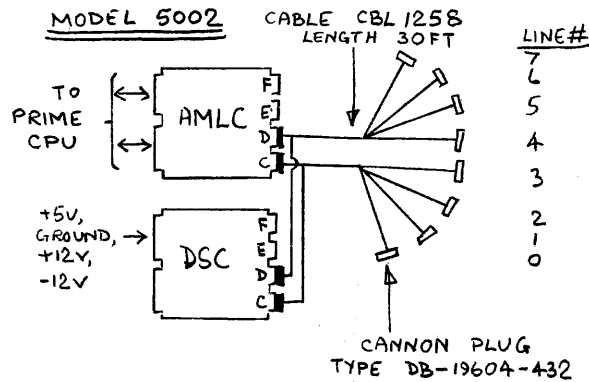 MODEL 5002
CABLE CBL 1258
LENGTH 30FT
LINE#
7
6
5
4
3
2
1
0
TO
PRIME
CPU
AMLC
F
E
D
C
+5V,
GROUND,
+12V,
-12V
DSC
F
E
D
C
CANNON PLUG
TYPE DB-19604-432